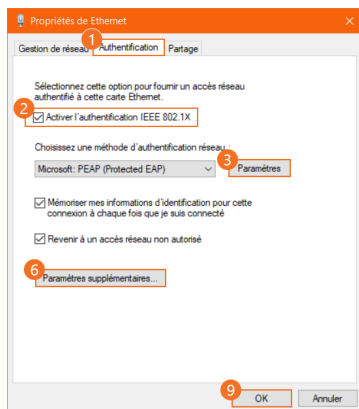 Propriétés de Ethernet
1
Gestion de réseau Authentification Partage
Sélectionnez cette option pour fournir un accès réseau
authentifié à cette carte Ethernet.
2
Activer l'authentification IEEE 802.1X
Choisissez une méthode d'authentification réseau :
3
Microsoft: PEAP (Protected EAP) Paramètres
Mémoriser mes informations d'identification pour cette
connexion à chaque fois que je suis connecté
Revenir à un accès réseau non autorisé
6
Paramètres supplémentaires...
9
OK Annuler